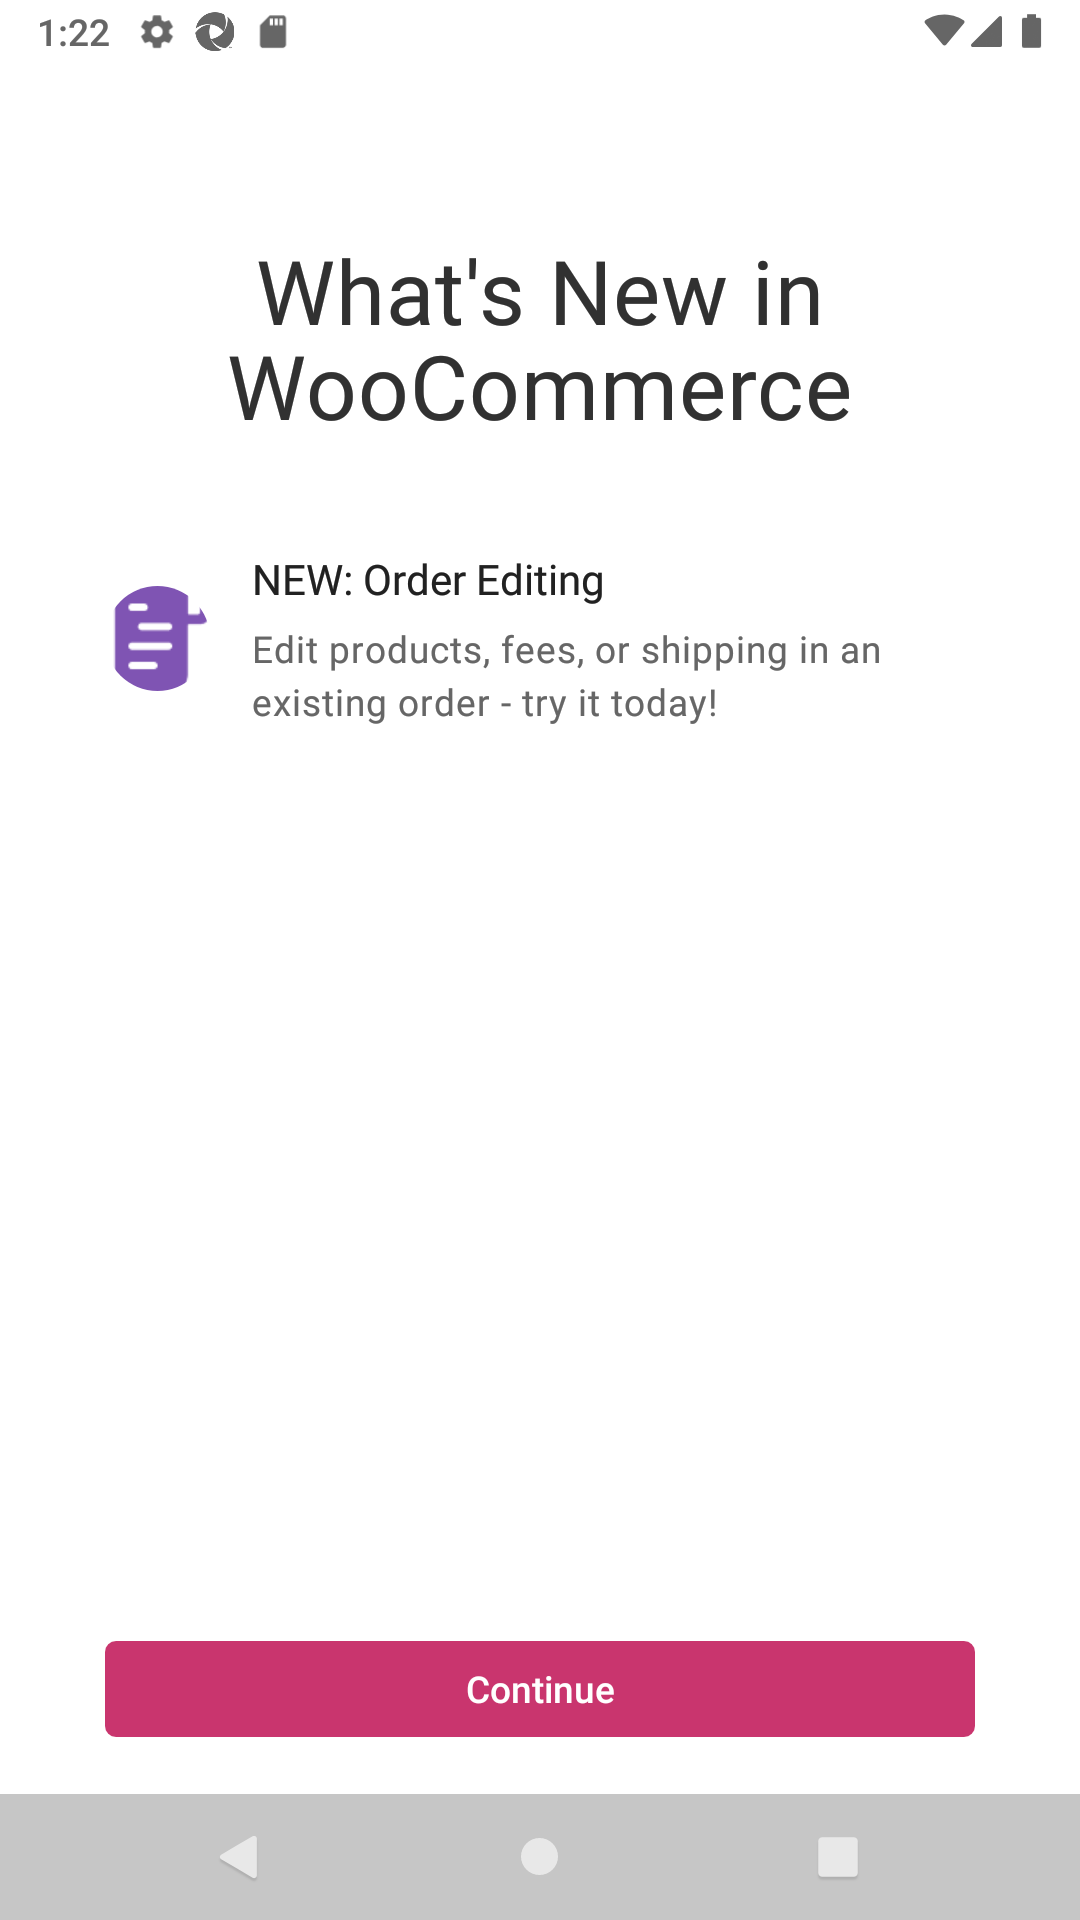 1:22
What's New in
WooCommerce
NEW: Order Editing
Edit products, fees, or shipping in an
existing order - try it today!
Continue